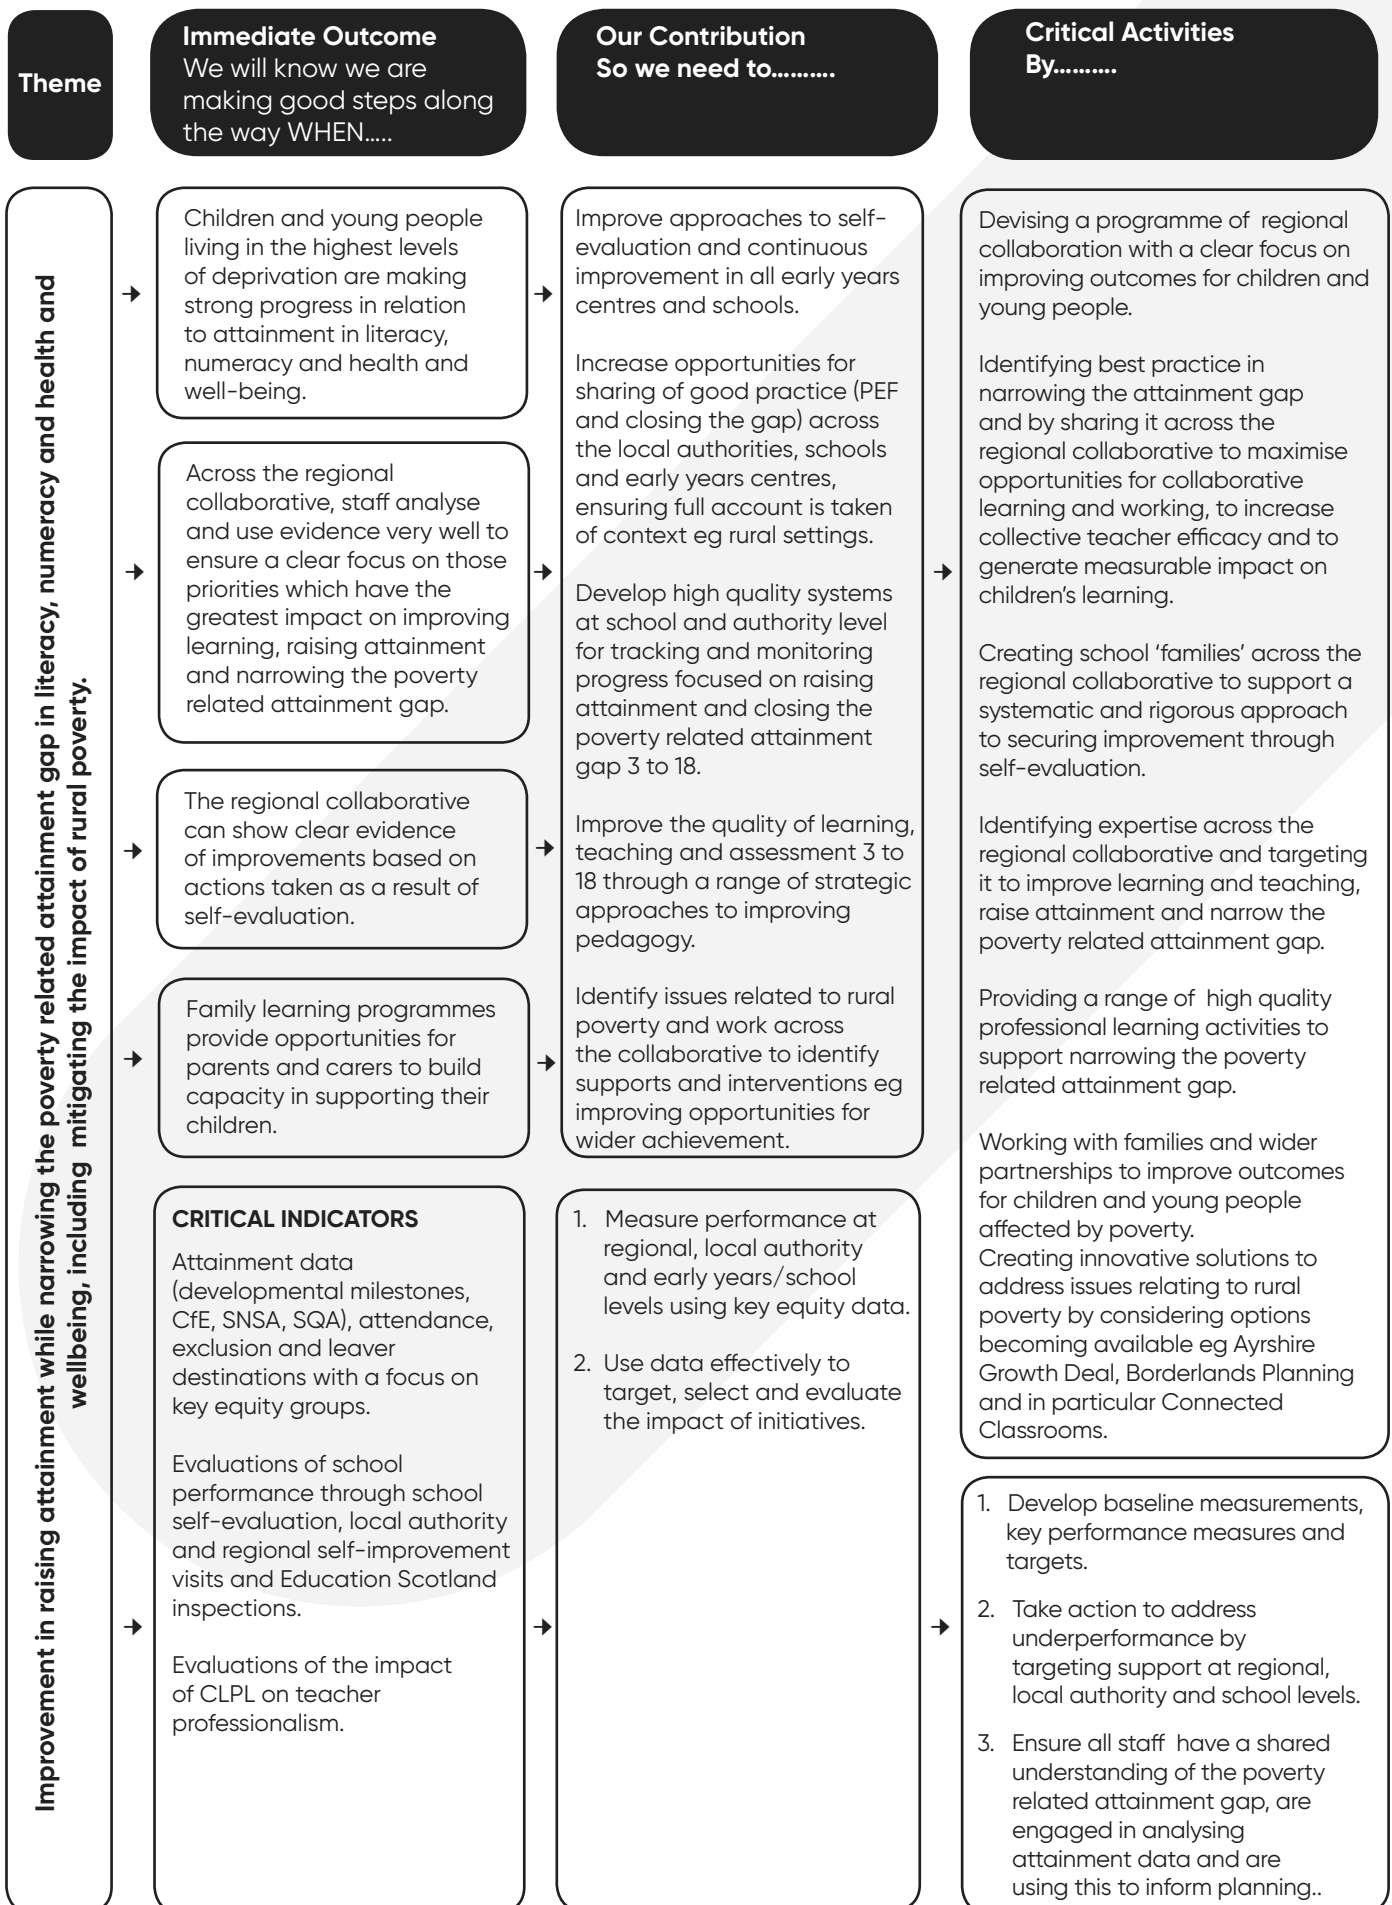 Theme
Immediate Outcome
We will know we are
making good steps along
the way WHEN.....
Our Contribution
So we need to..........
Critical Activities
By..........
Improvement in raising attainment while narrowing the poverty related attainment gap in literacy, numeracy and health and
wellbeing, including mitigating the impact of rural poverty.
Children and young people
living in the highest levels
of deprivation are making
strong progress in relation
to attainment in literacy,
numeracy and health and
well-being.
Across the regional
collaborative, staff analyse
and use evidence very well to
ensure a clear focus on those
priorities which have the
greatest impact on improving
learning, raising attainment
and narrowing the poverty
related attainment gap.
The regional collaborative
can show clear evidence
of improvements based on
actions taken as a result of
self-evaluation.
Family learning programmes
provide opportunities for
parents and carers to build
capacity in supporting their
children.
Improve approaches to self-
evaluation and continuous
improvement in all early years
centres and schools.
Increase opportunities for
sharing of good practice (PEF
and closing the gap) across
the local authorities, schools
and early years centres,
ensuring full account is taken
of context eg rural settings.
Develop high quality systems
at school and authority level
for tracking and monitoring
progress focused on raising
attainment and closing the
poverty related attainment
gap 3 to 18.
Improve the quality of learning,
teaching and assessment 3 to
18 through a range of strategic
approaches to improving
pedagogy.
Identify issues related to rural
poverty and work across
the collaborative to identify
supports and interventions eg
improving opportunities for
wider achievement.
Devising a programme of regional
collaboration with a clear focus on
improving outcomes for children and
young people.
Identifying best practice in
narrowing the attainment gap
and by sharing it across the
regional collaborative to maximise
opportunities for collaborative
learning and working, to increase
collective teacher efficacy and to
generate measurable impact on
children's learning.
Creating school 'families' across the
regional collaborative to support a
systematic and rigorous approach
to securing improvement through
self-evaluation.
Identifying expertise across the
regional collaborative and targeting
it to improve learning and teaching,
raise attainment and narrow the
poverty related attainment gap.
Providing a range of high quality
professional learning activities to
support narrowing the poverty
related attainment gap.
Working with families and wider
partnerships to improve outcomes
for children and young people
affected by poverty.
Creating innovative solutions to
address issues relating to rural
poverty by considering options
becoming available eg Ayrshire
Growth Deal, Borderlands Planning
and in particular Connected
Classrooms.
CRITICAL INDICATORS
Attainment data
(developmental milestones,
CfE, SNSA, SQA), attendance,
exclusion and leaver
destinations with a focus on
key equity groups.
Evaluations of school
performance through school
self-evaluation, local authority
and regional self-improvement
visits and Education Scotland
inspections.
Evaluations of the impact
of CLPL on teacher
professionalism.
1. Measure performance at
regional, local authority
and early years/school
levels using key equity data.
2. Use data effectively to
target, select and evaluate
the impact of initiatives.
1. Develop baseline measurements,
key performance measures and
targets.
2. Take action to address
underperformance by
targeting support at regional,
local authority and school levels.
3. Ensure all staff have a shared
understanding of the poverty
related attainment gap, are
engaged in analysing
attainment data and are
using this to inform planning..